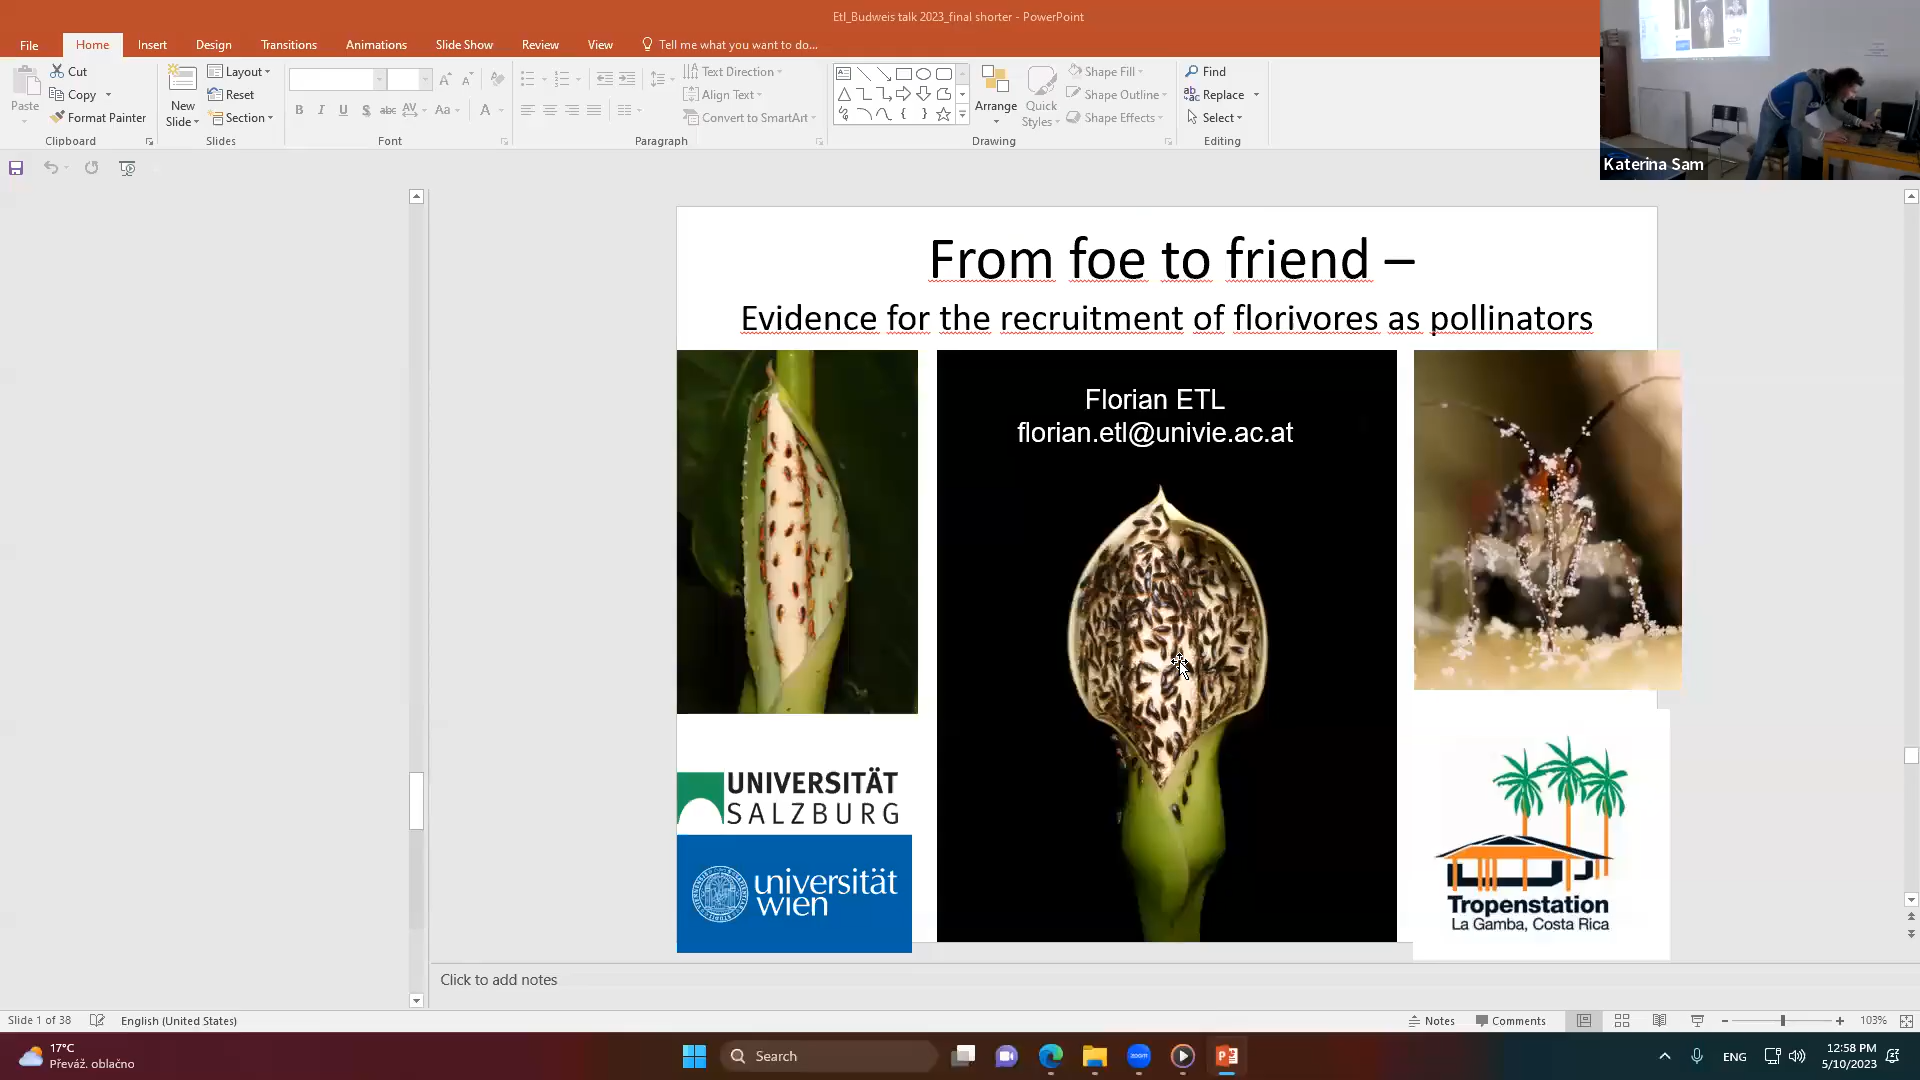 Etl_Budweis talk 2023_final shorter - PowerPoint
File Home Insert Design Transitions Animations Slide Show Review View Tell me what you want to do...
Paste
Cut
Copy
Format Painter
Clipboard
New Slide
Layout
Reset
Section
Slides
B I U S abc AV Aa A
Font
Text Direction
Align Text
Convert to SmartArt
Paragraph
Arrange
Quick Styles
Shape Fill
Shape Outline
Shape Effects
Drawing
Find
Replace
Select
Editing
Katerina Sam
From foe to friend –
Evidence for the recruitment of florivores as pollinators
Florian ETL
florian.etl@univie.ac.at
UNIVERSITÄT
SALZBURG
universität
wien
Tropenstation
La Gamba, Costa Rica
Click to add notes
Slide 1 of 38 English (United States) Notes Comments 103%
17°C
Převáž. oblačno
Search
zoom
ENG
12:58 PM
5/10/2023